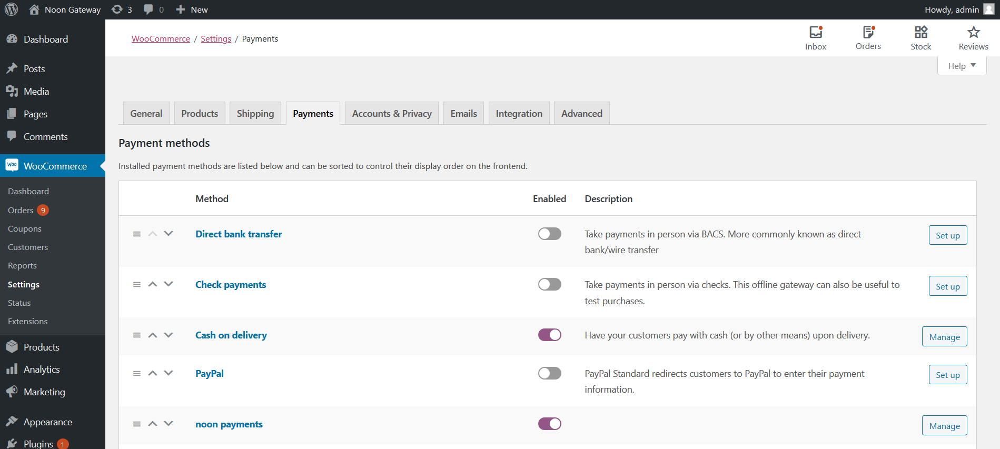 Noon Gateway 3 0 New Howdy, admin
WooCommerce / Settings / Payments
Inbox Orders Stock Reviews
Help
Dashboard
Posts
Media
Pages
Comments
WooCommerce
Dashboard
Orders 9
Coupons
Customers
Reports
Settings
Status
Extensions
Products
Analytics
Marketing
Appearance
Plugins 1
General Products Shipping Payments Accounts & Privacy Emails Integration Advanced
Payment methods
Installed payment methods are listed below and can be sorted to control their display order on the frontend.
Method Enabled Description
Direct bank transfer Take payments in person via BACS. More commonly known as direct Set up
bank/wire transfer
Check payments Take payments in person via checks. This offline gateway can also be useful to Set up
test purchases.
Cash on delivery Have your customers pay with cash (or by other means) upon delivery. Manage
PayPal PayPal Standard redirects customers to PayPal to enter their payment Set up
information.
noon payments Manage